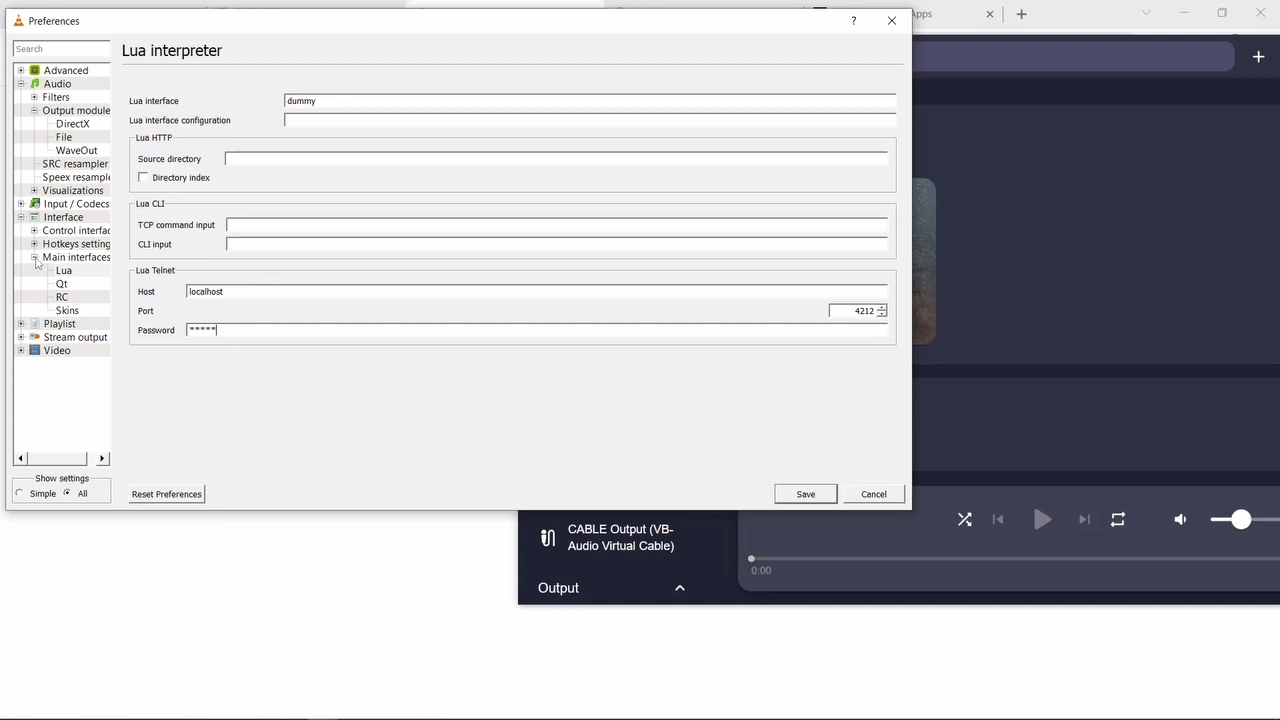 Preferences
?
Apps
Search
Lua interpreter
Advanced
Audio
Filters
Output module
DirectX
File
WaveOut
SRC resampler
Speex resample
Visualizations
Input / Codecs
Interface
Control interfac
Hotkeys setting
Main interfaces
Lua
Qt
RC
Skins
Playlist
Stream output
Video
Show settings
Simple
All
Lua interface
dummy
Lua interface configuration
Lua HTTP
Source directory
Directory index
Lua CLI
TCP command input
CLI input
Lua Telnet
Host
localhost
Port
4212
Password
*****
Reset Preferences
Save
Cancel
CABLE Output (VB-
Audio Virtual Cable)
Output
0:00